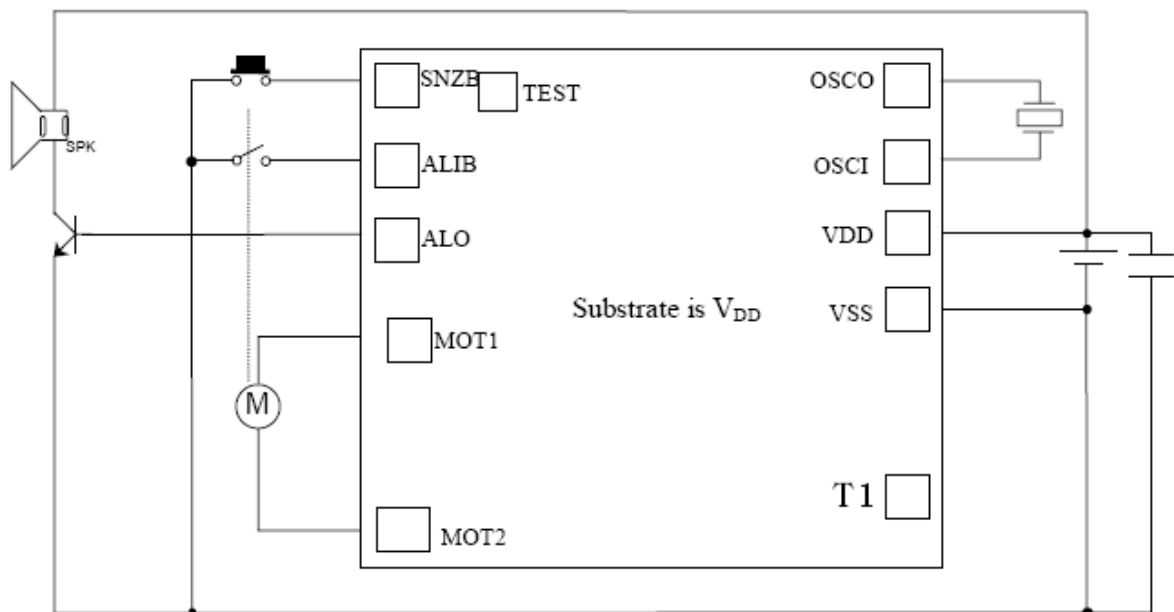 SNZB
TEST
OSCO
SPK
ALIB
OSCI
ALO
VDD
Substrate is VDD
VSS
MOT1
M
T1
MOT2